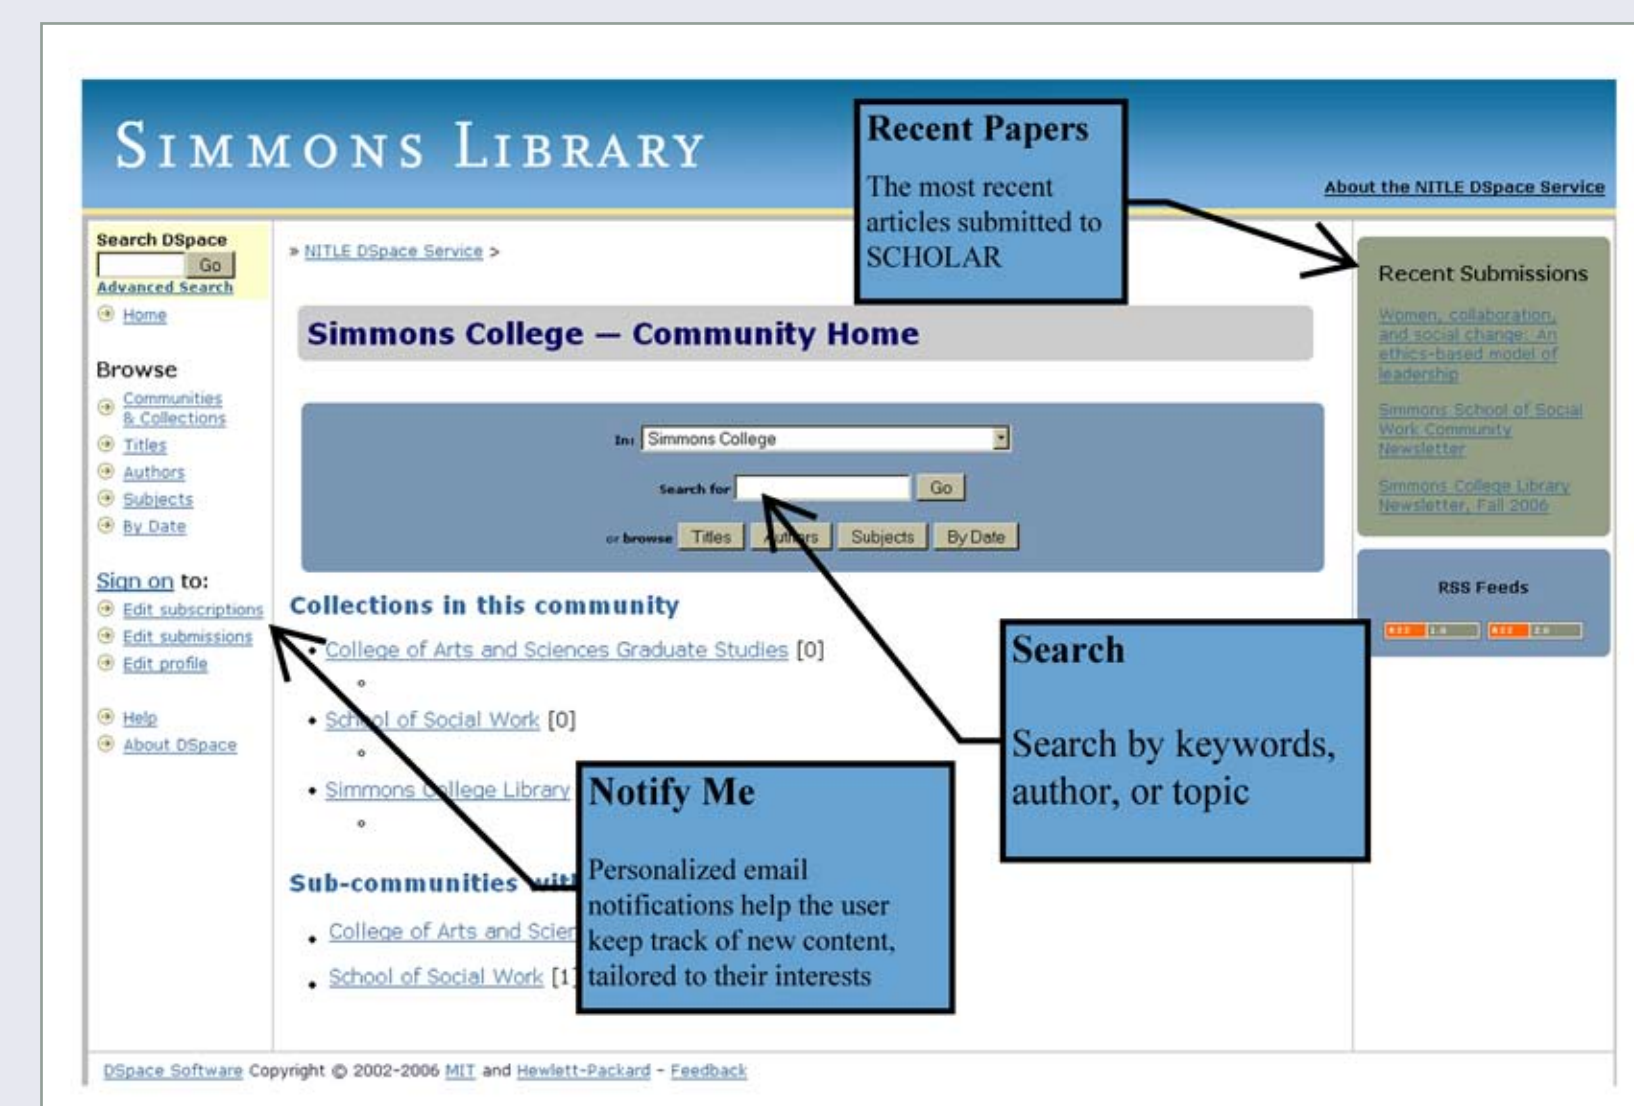 SIMMONS LIBRARY
Recent Papers
The most recent
articles submitted to
SCHOLAR
About the NITLE DSpace Service
Search DSpace
Go
Advanced Search
Home
Browse
Communities
& Collections
Titles
Authors
Subjects
By Date
Sign on to:
Edit subscriptions
Edit submissions
Edit profile
Help
About DSpace
» NITLE DSpace Service >
Simmons College — Community Home
In: Simmons College
Search for Go
or browse Titles Authors Subjects By Date
Collections in this community
College of Arts and Sciences Graduate Studies [0]
School of Social Work [0]
Simmons College Library
Sub-communities
College of Arts and
School of Social Work [1]
Notify Me
Personalized email
notifications help the user
keep track of new content,
tailored to their interests
Search
Search by keywords,
author, or topic
Recent Submissions
Women, collaboration,
and social change: An
ethics-based model of
leadership
Simmons School of Social
Work Community
Newsletter
Simmons College Library
Newsletter, Fall 2006
RSS Feeds
DSpace Software Copyright © 2002-2006 MIT and Hewlett-Packard - Feedback